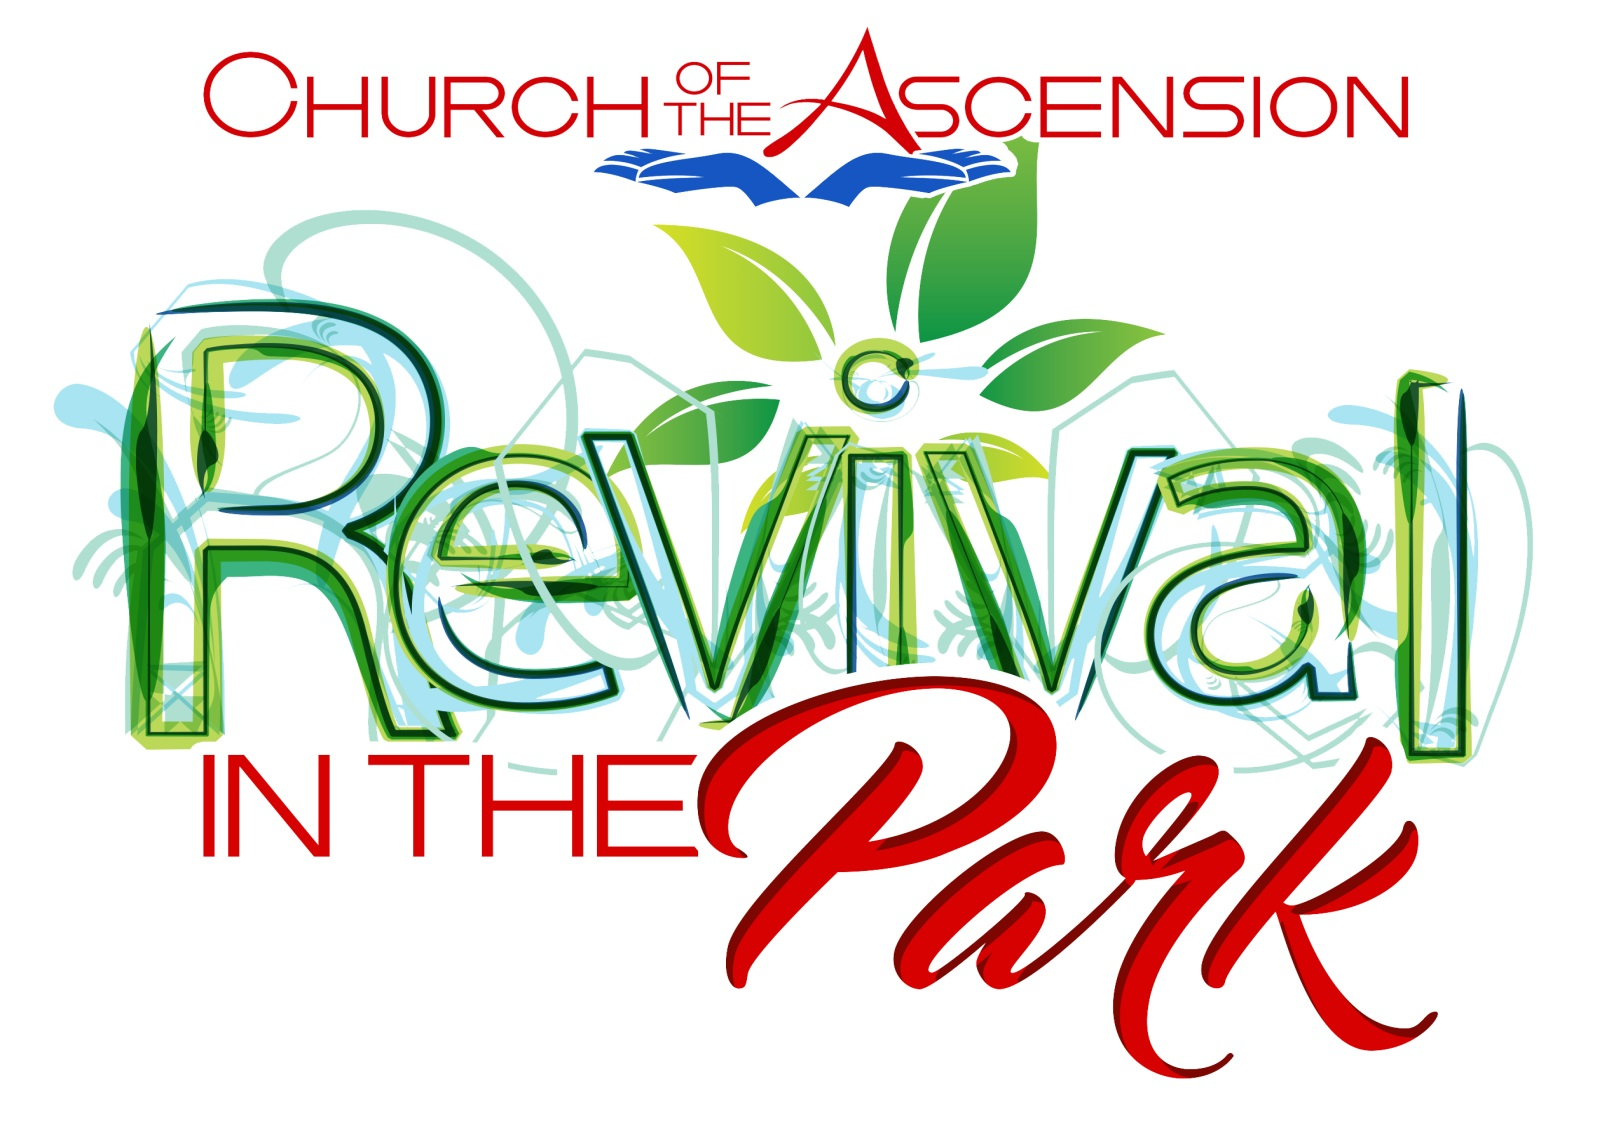 CHURCH OF THE ASCENSION
Revival
IN THE Park